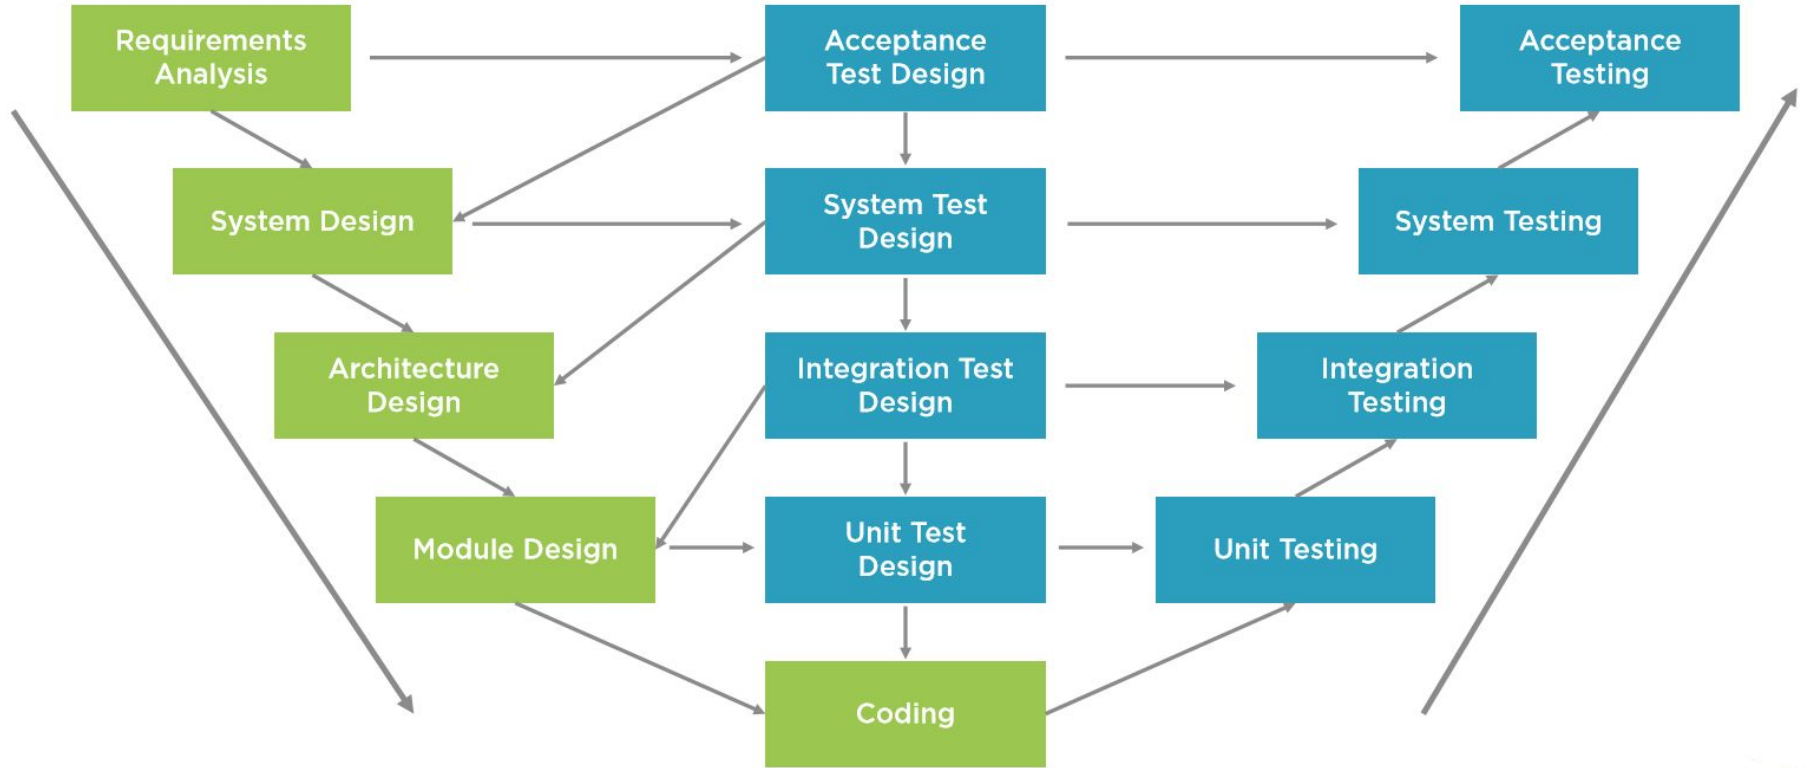 Requirements
Analysis
Acceptance
Test Design
Acceptance
Testing
System Design
System Test
Design
System Testing
Architecture
Design
Integration Test
Design
Integration
Testing
Module Design
Unit Test
Design
Unit Testing
Coding